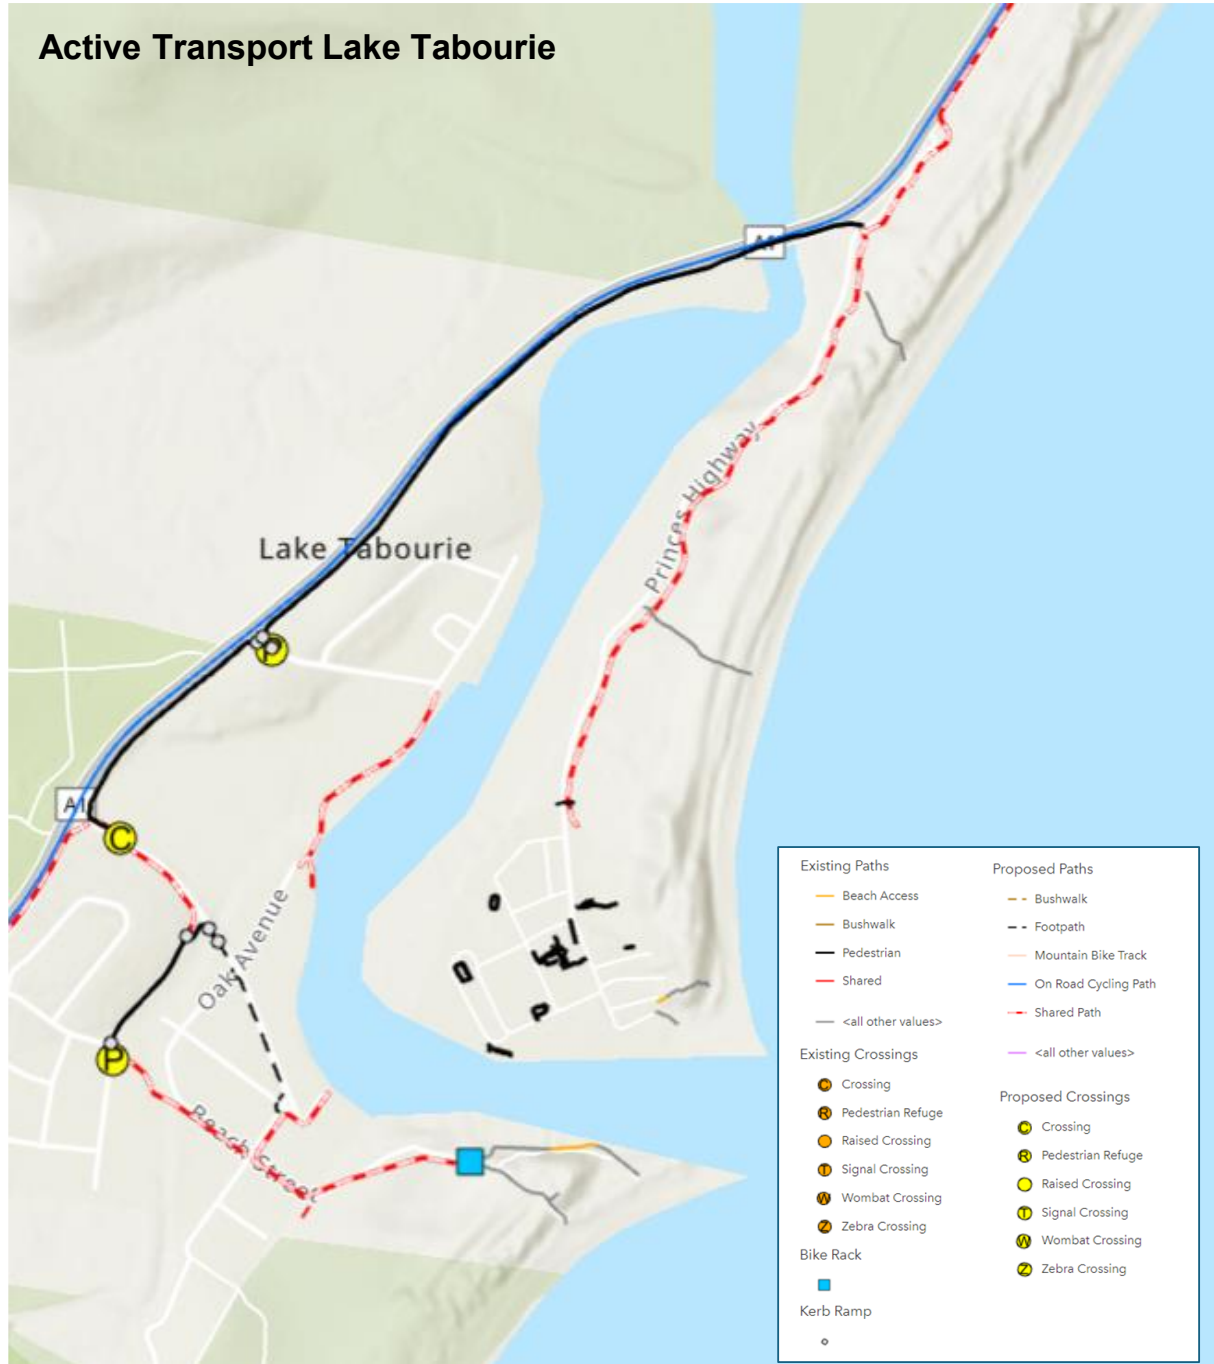 Active Transport Lake Tabourie
A1
Princes Highway
Lake Tabourie
P
A1
C
Oak Avenue
P
P
Beach Street
Existing Paths
Beach Access
Bushwalk
Pedestrian
Shared
<all other values>
Existing Crossings
C Crossing
R Pedestrian Refuge
Raised Crossing
T Signal Crossing
W Wombat Crossing
Z Zebra Crossing
Bike Rack
Kerb Ramp
Proposed Paths
Bushwalk
Footpath
Mountain Bike Track
On Road Cycling Path
Shared Path
<all other values>
Proposed Crossings
C Crossing
R Pedestrian Refuge
Raised Crossing
T Signal Crossing
W Wombat Crossing
Z Zebra Crossing